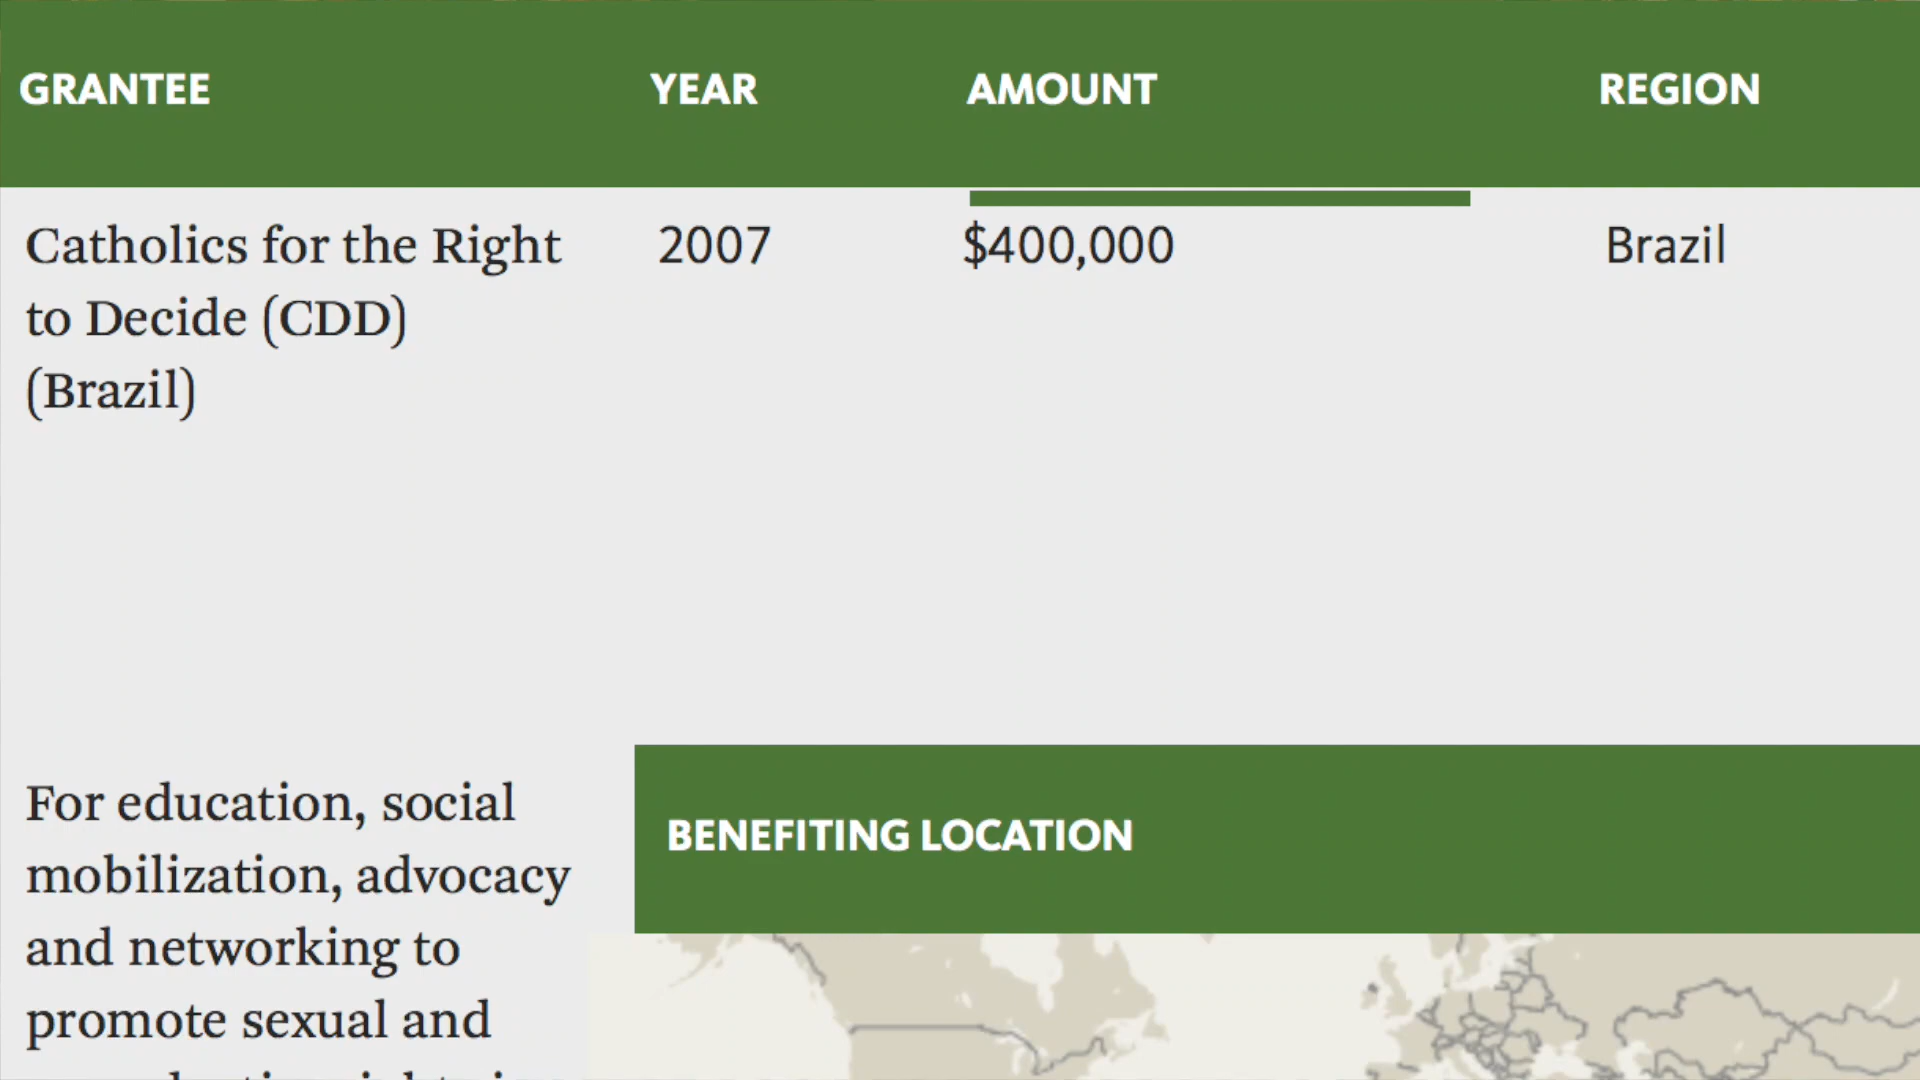 GRANTEE YEAR AMOUNT REGION
Catholics for the Right 2007 $400,000 Brazil
to Decide (CDD)
(Brazil)
For education, social
mobilization, advocacy
BENEFITING LOCATION
and networking to
promote sexual and